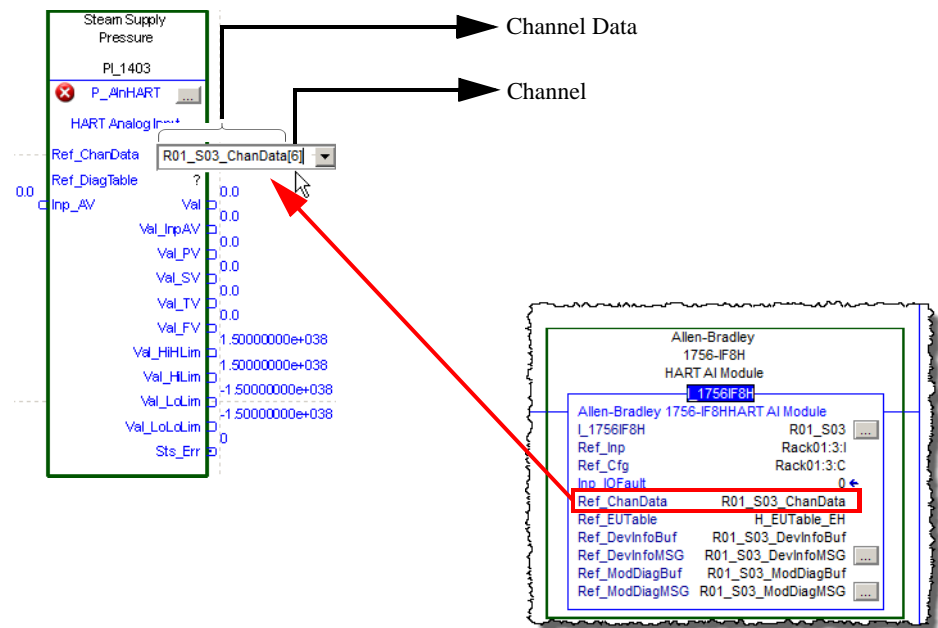 Steam Supply
Pressure
PI_1403
P_AInHART ...
HART Analog Input
Channel Data
Channel
Ref_ChanData R01_S03_ChanData[6]
Ref_DiagTable ?
0.0 Inp_AV Val 0.0
Val_InpAV 0.0
Val_PV 0.0
Val_SV 0.0
Val_TV 0.0
Val_FV 0.0
Val_HiHiLim 1.50000000e+038
Val_HiLim 1.50000000e+038
Val_LoLim -1.50000000e+038
Val_LoLoLim -1.50000000e+038
Sts_Err 0
Allen-Bradley
1756-IF8H
HART AI Module
I_1756IF8H
Allen-Bradley 1756-IF8HHART AI Module
I_1756IF8H R01_S03 ...
Ref_Inp Rack01:3:I
Ref_Cfg Rack01:3:C
Inp_IOFault 0
Ref_ChanData R01_S03_ChanData
Ref_EUTable H_EUTable_EH
Ref_DevInfoBuf R01_S03_DevInfoBuf
Ref_DevInfoMSG R01_S03_DevInfoMSG ...
Ref_ModDiagBuf R01_S03_ModDiagBuf
Ref_ModDiagMSG R01_S03_ModDiagMSG ...